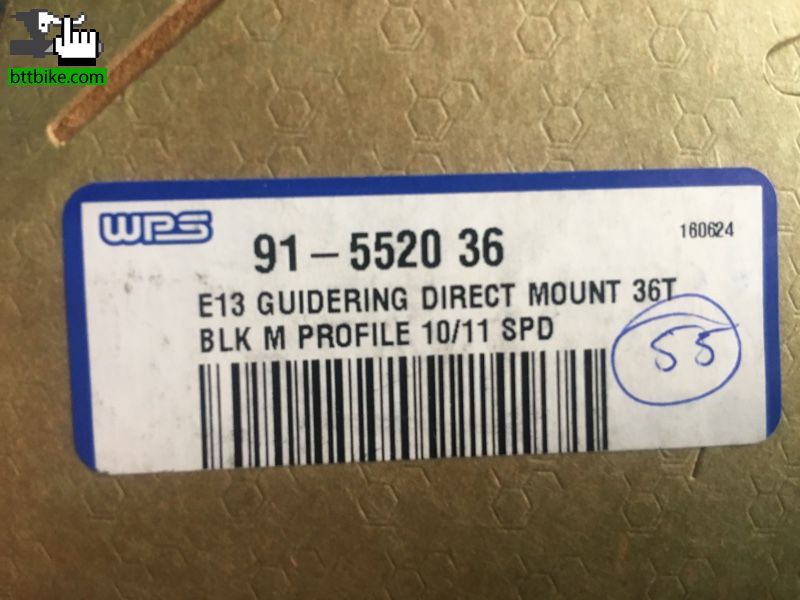 bttbike.com
WPS
91-5520 36
160624
E13 GUIDERING DIRECT MOUNT 36T
BLK M PROFILE 10/11 SPD
55